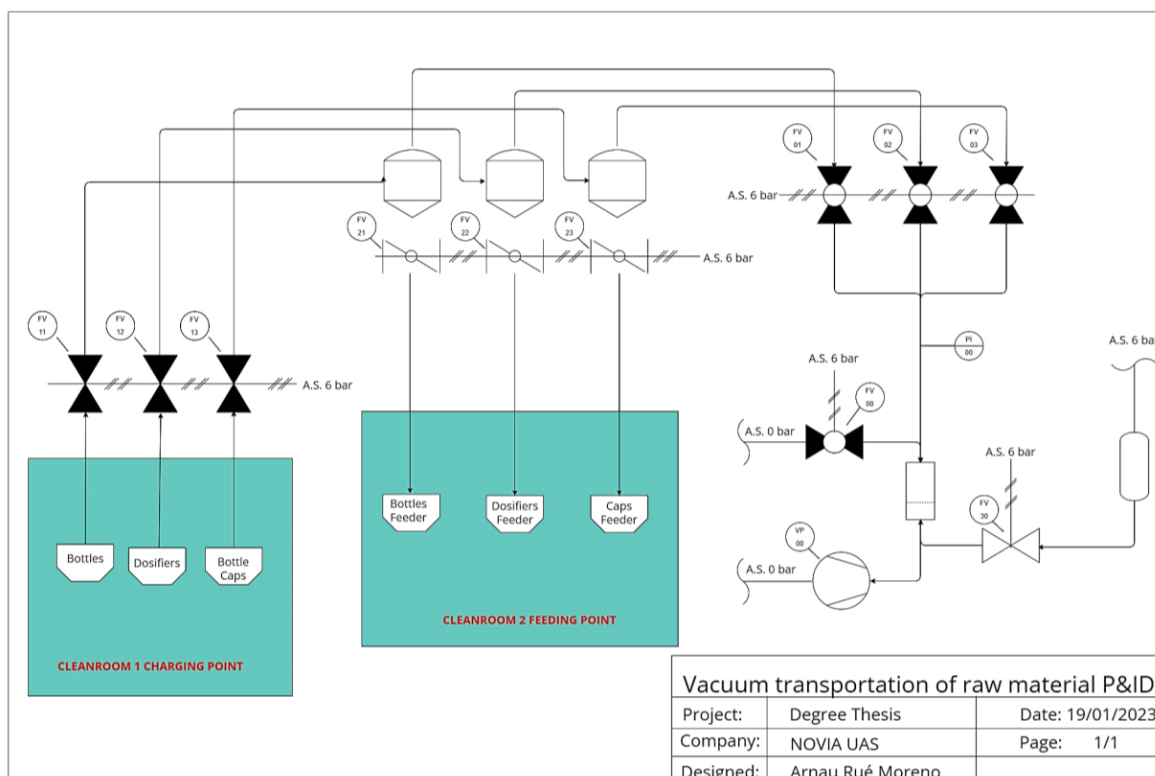 FV
01
FV
02
FV
03
A.S. 6 bar
FV
21
FV
22
FV
23
A.S. 6 bar
FV
11
FV
12
FV
13
A.S. 6 bar
PI
00
A.S. 6 ba
A.S. 6 bar
FV
00
A.S. 0 bar
A.S. 6 bar
FV
30
VP
00
A.S. 0 bar
Bottles
Dosifiers
Bottle
Caps
CLEANROOM 1 CHARGING POINT
Bottles
Feeder
Dosifiers
Feeder
Caps
Feeder
CLEANROOM 2 FEEDING POINT
Vacuum transportation of raw material P&ID
Project: Degree Thesis Date: 19/01/2023
Company: NOVIA UAS Page: 1/1
Designed: Arnau Rué Moreno